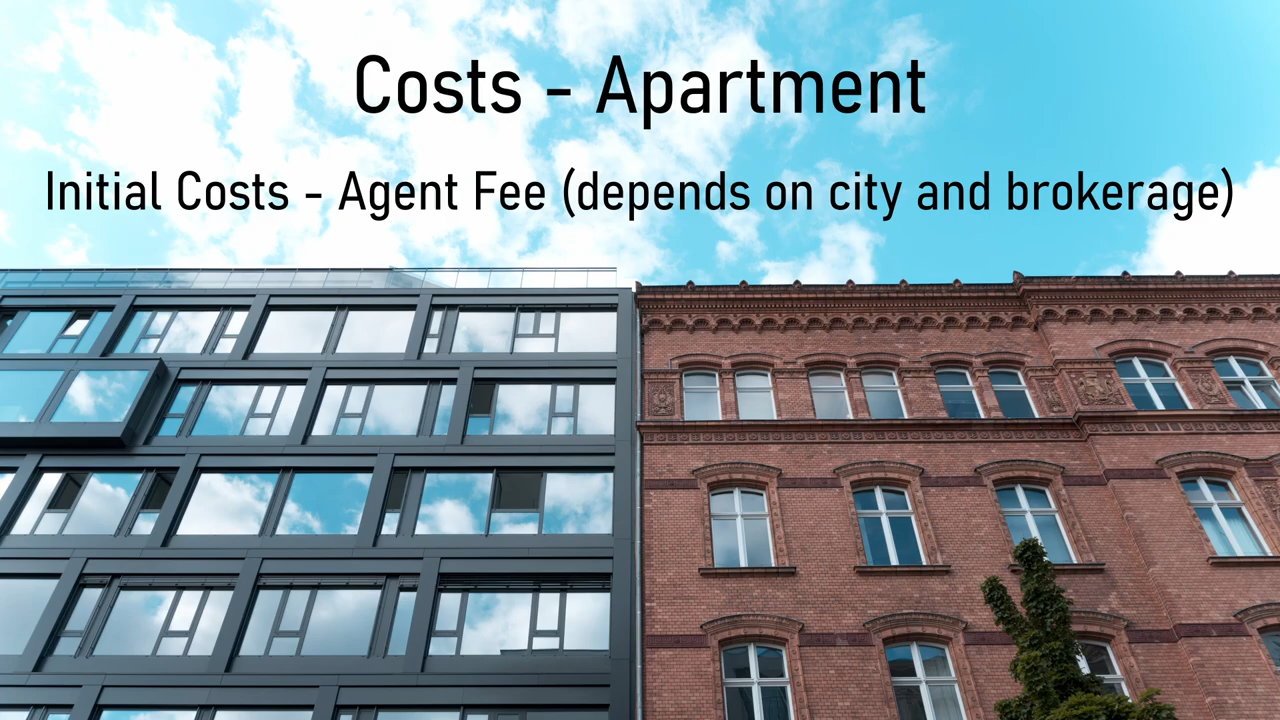 Costs - Apartment
Initial Costs - Agent Fee (depends on city and brokerage)